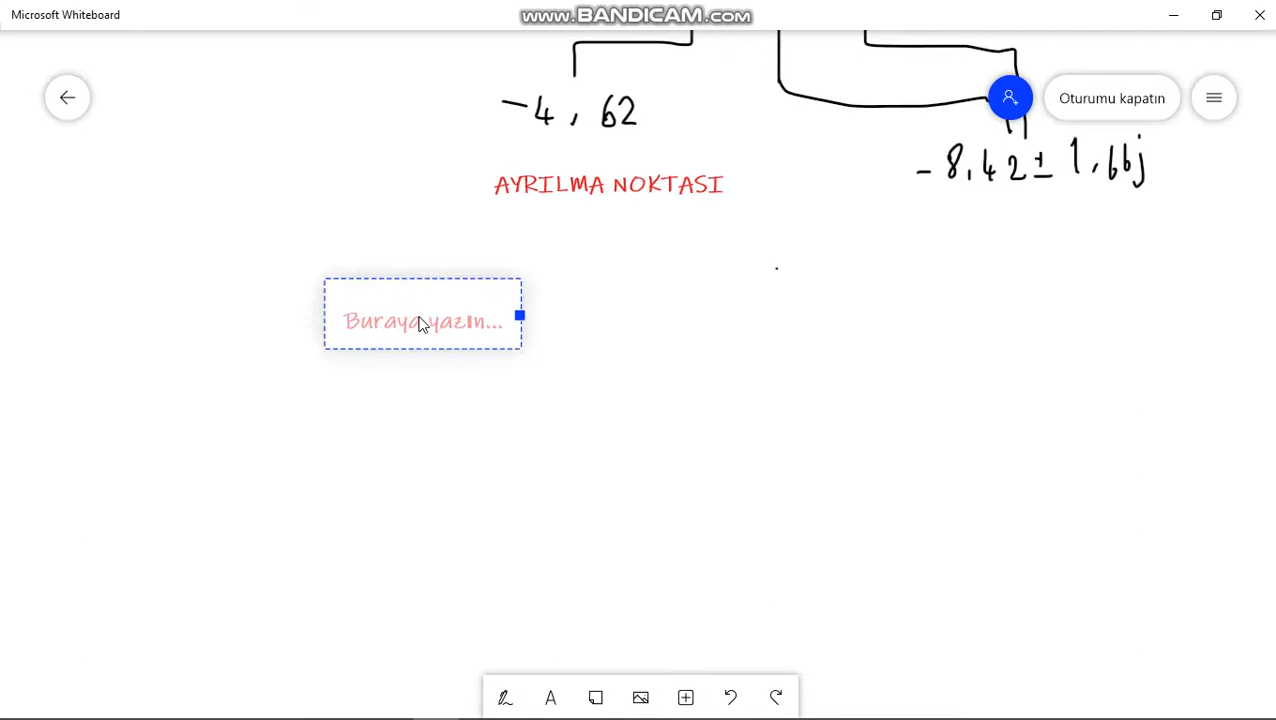 Microsoft Whiteboard
www.BANDICAM.com
Oturumu kapatın
-4, 62
-8,42 ± 1,66j
AYRILMA NOKTASI
Buraya yazın...
A